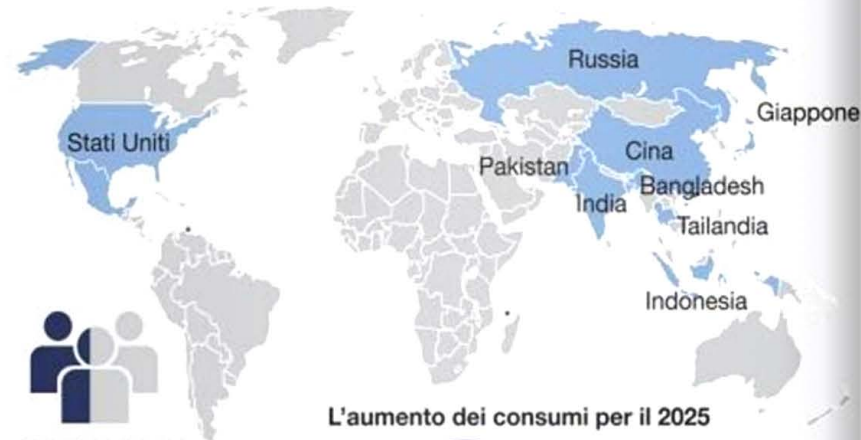 Russia
Giappone
Stati Uniti
Cina
Pakistan
Bangladesh
India
Tailandia
Indonesia
L'aumento dei consumi per il 2025